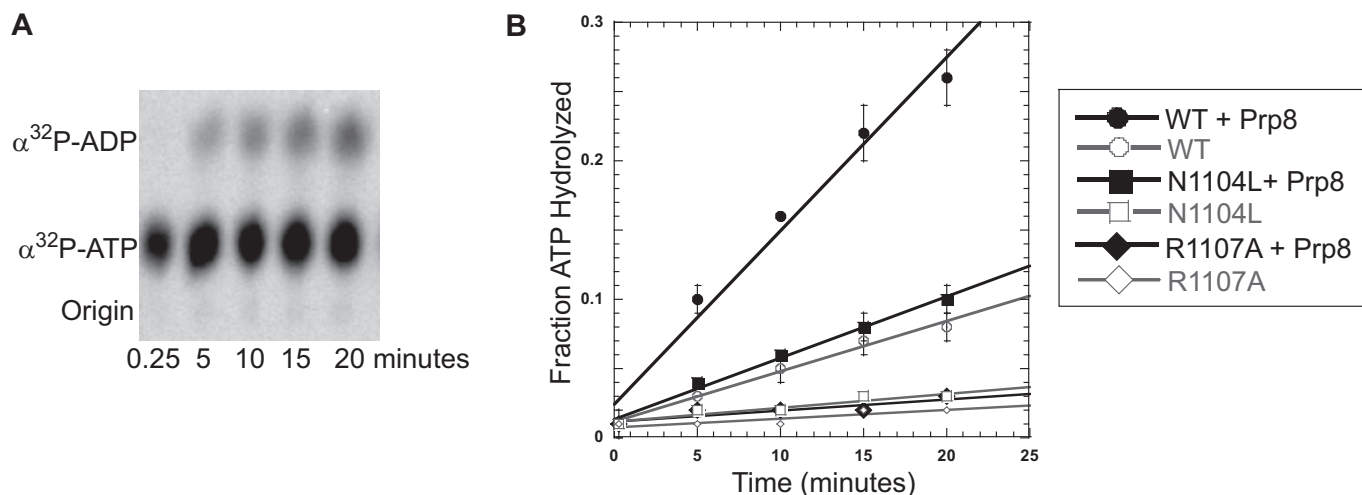 A
α³²P-ADP
α³²P-ATP
Origin
0.25 5 10 15 20 minutes
B
Fraction ATP Hydrolyzed
0.3
0.2
0.1
0
0 5 10 15 20 25
Time (minutes)
WT + Prp8
WT
N1104L+ Prp8
N1104L
R1107A + Prp8
R1107A